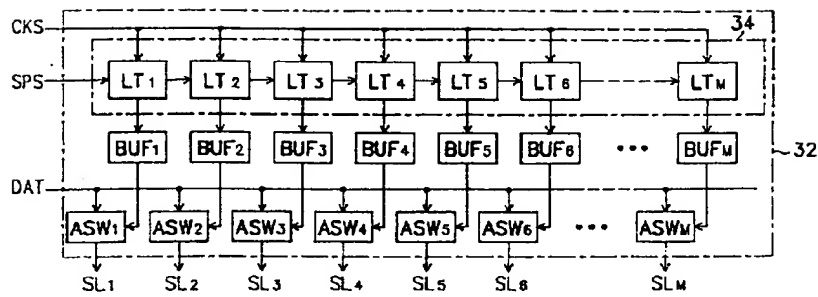 CKS 34
SPS LT1 LT2 LT3 LT4 LT5 LT6 LTM
BUF1 BUF2 BUF3 BUF4 BUF5 BUF6 ••• BUFM 32
DAT
ASW1 ASW2 ASW3 ASW4 ASW5 ASW6 ••• ASWM
SL1 SL2 SL3 SL4 SL5 SL6 SLM